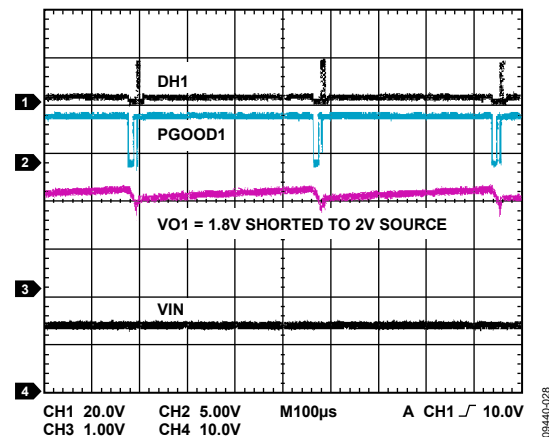 DH1
1
PGOOD1
2
VO1 = 1.8V SHORTED TO 2V SOURCE
3
VIN
4
CH1 20.0V CH2 5.00V M100µs A CH1 10.0V
CH3 1.00V CH4 10.0V
09440-028